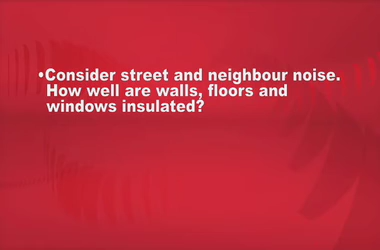 •Consider street and neighbour noise.
How well are walls, floors and
windows insulated?